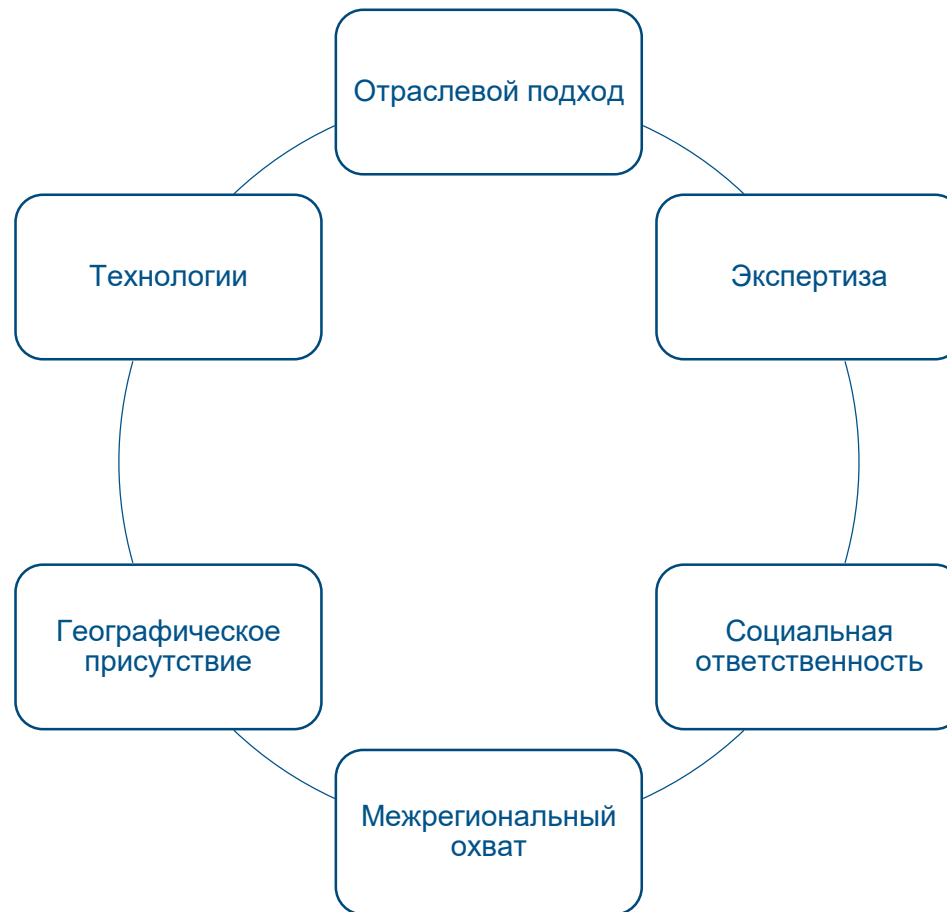 Отраслевой подход
Технологии
Экспертиза
Географическое
присутствие
Социальная
ответственность
Межрегиональный
охват